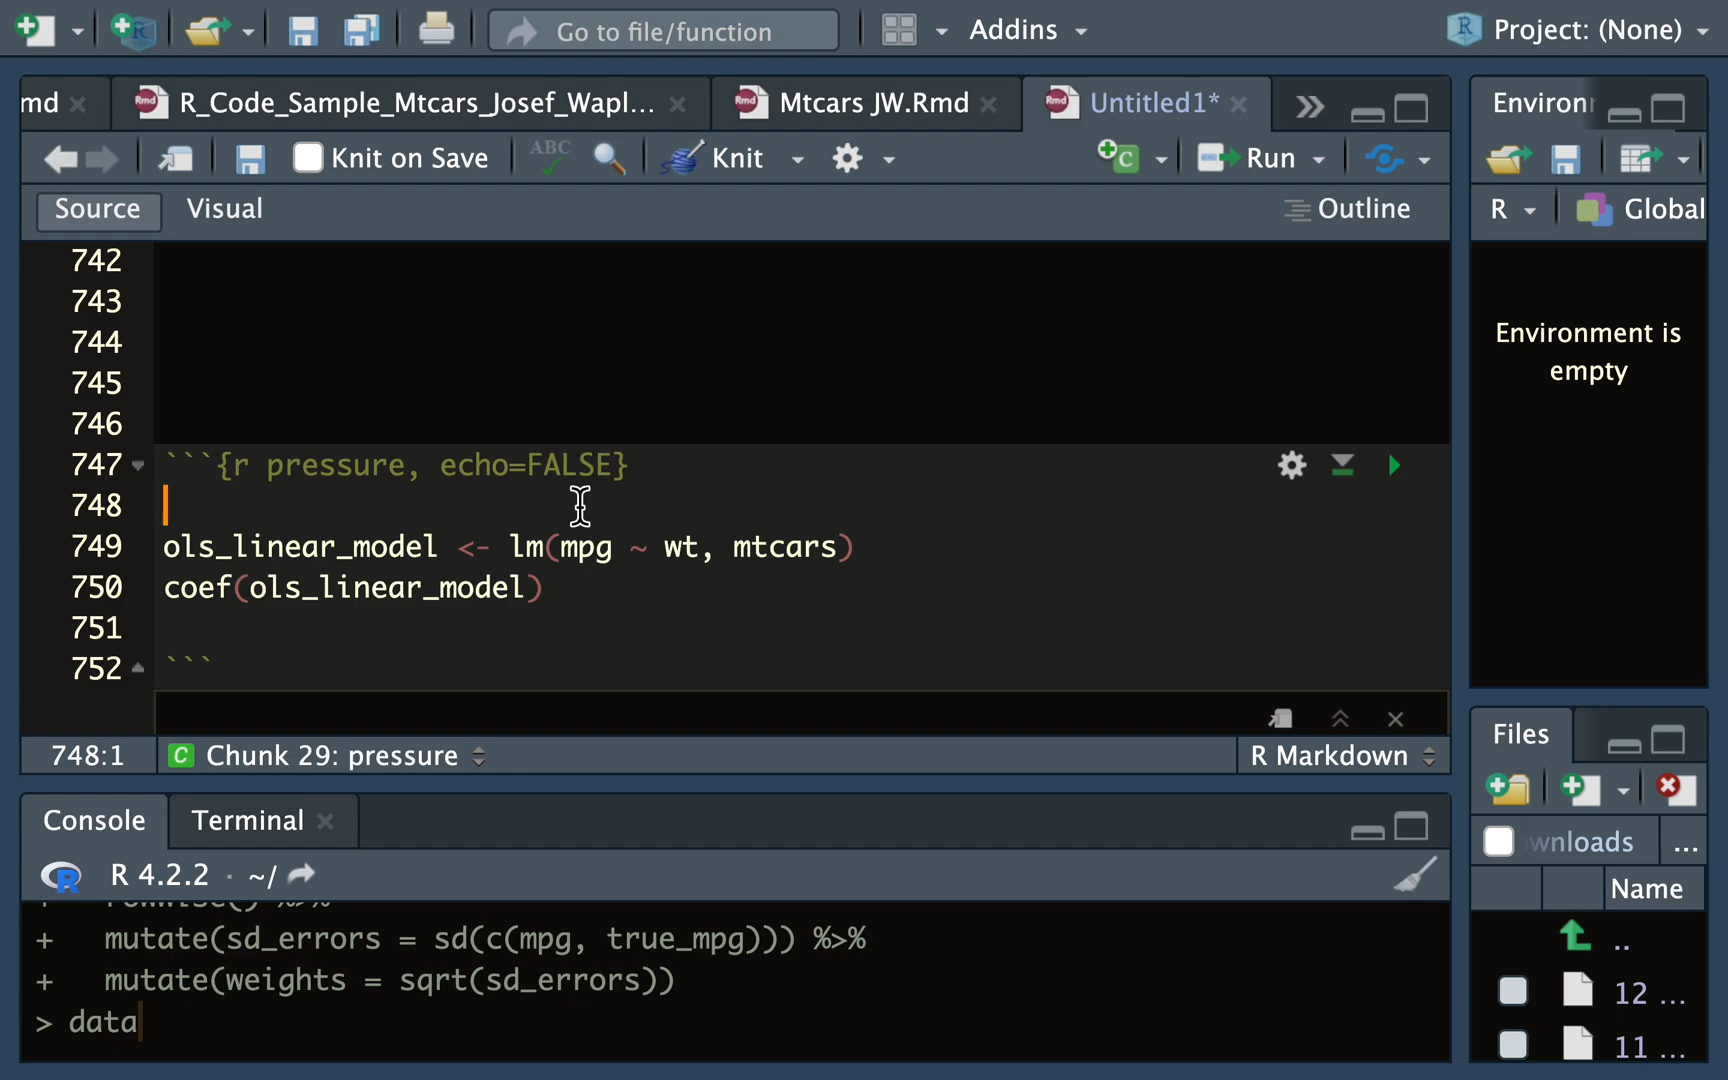 Go to file/function Addins Project: (None)
md R_Code_Sample_Mtcars_Josef_Wapl... Mtcars JW.Rmd Untitled1* Environ
Knit on Save ABC Knit Run
Source Visual Outline R Global
742
743
744
745
746
747 ```{r pressure, echo=FALSE}
748
749 ols_linear_model <- lm(mpg ~ wt, mtcars)
750 coef(ols_linear_model)
751
752 ```
Environment is
empty
748:1 Chunk 29: pressure R Markdown
Files
Console Terminal
wnloads ...
R 4.2.2 · ~/
Name
+ rowwise() %>%
+ mutate(sd_errors = sd(c(mpg, true_mpg))) %>%
+ mutate(weights = sqrt(sd_errors))
> data
..
12 ...
11 ...